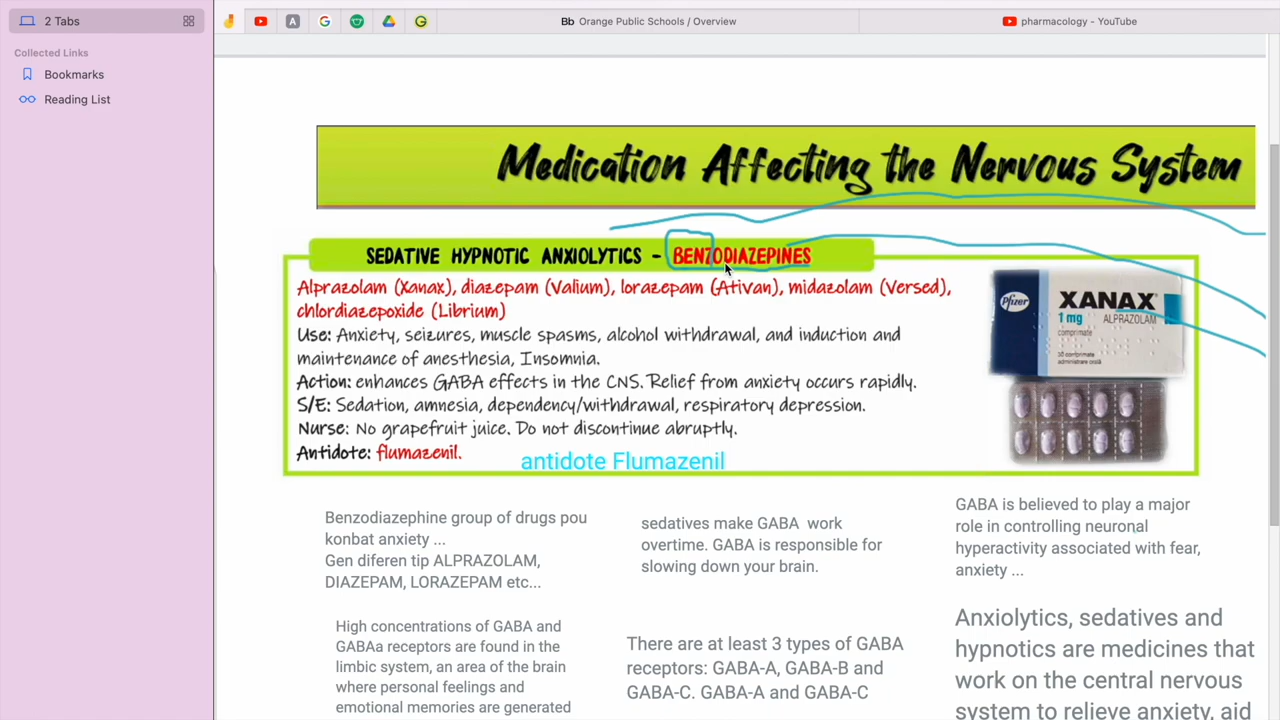 2 Tabs
Collected Links
Bookmarks
Reading List
A
G
G
Bb Orange Public Schools / Overview
pharmacology - YouTube
Medication Affecting the Nervous System
SEDATIVE HYPNOTIC ANXIOLYTICS - BENZODIAZEPINES
Alprazolam (Xanax), diazepam (Valium), lorazepam (Ativan), midazolam (Versed),
chlordiazepoxide (Librium)
Use: Anxiety, seizures, muscle spasms, alcohol withdrawal, and induction and
maintenance of anesthesia, Insomnia.
Action: enhances GABA effects in the CNS. Relief from anxiety occurs rapidly.
S/E: Sedation, amnesia, dependency/withdrawal, respiratory depression.
Nurse: No grapefruit juice. Do not discontinue abruptly.
Antidote: flumazenil.
antidote Flumazenil
Pfizer
XANAX
1 mg ALPRAZOLAM
comprimate
Benzodiazephine group of drugs pou
konbat anxiety ...
Gen diferen tip ALPRAZOLAM,
DIAZEPAM, LORAZEPAM etc...
sedatives make GABA work
overtime. GABA is responsible for
slowing down your brain.
GABA is believed to play a major
role in controlling neuronal
hyperactivity associated with fear,
anxiety ...
High concentrations of GABA and
GABAa receptors are found in the
limbic system, an area of the brain
where personal feelings and
emotional memories are generated
There are at least 3 types of GABA
receptors: GABA-A, GABA-B and
GABA-C. GABA-A and GABA-C
Anxiolytics, sedatives and
hypnotics are medicines that
work on the central nervous
system to relieve anxiety, aid